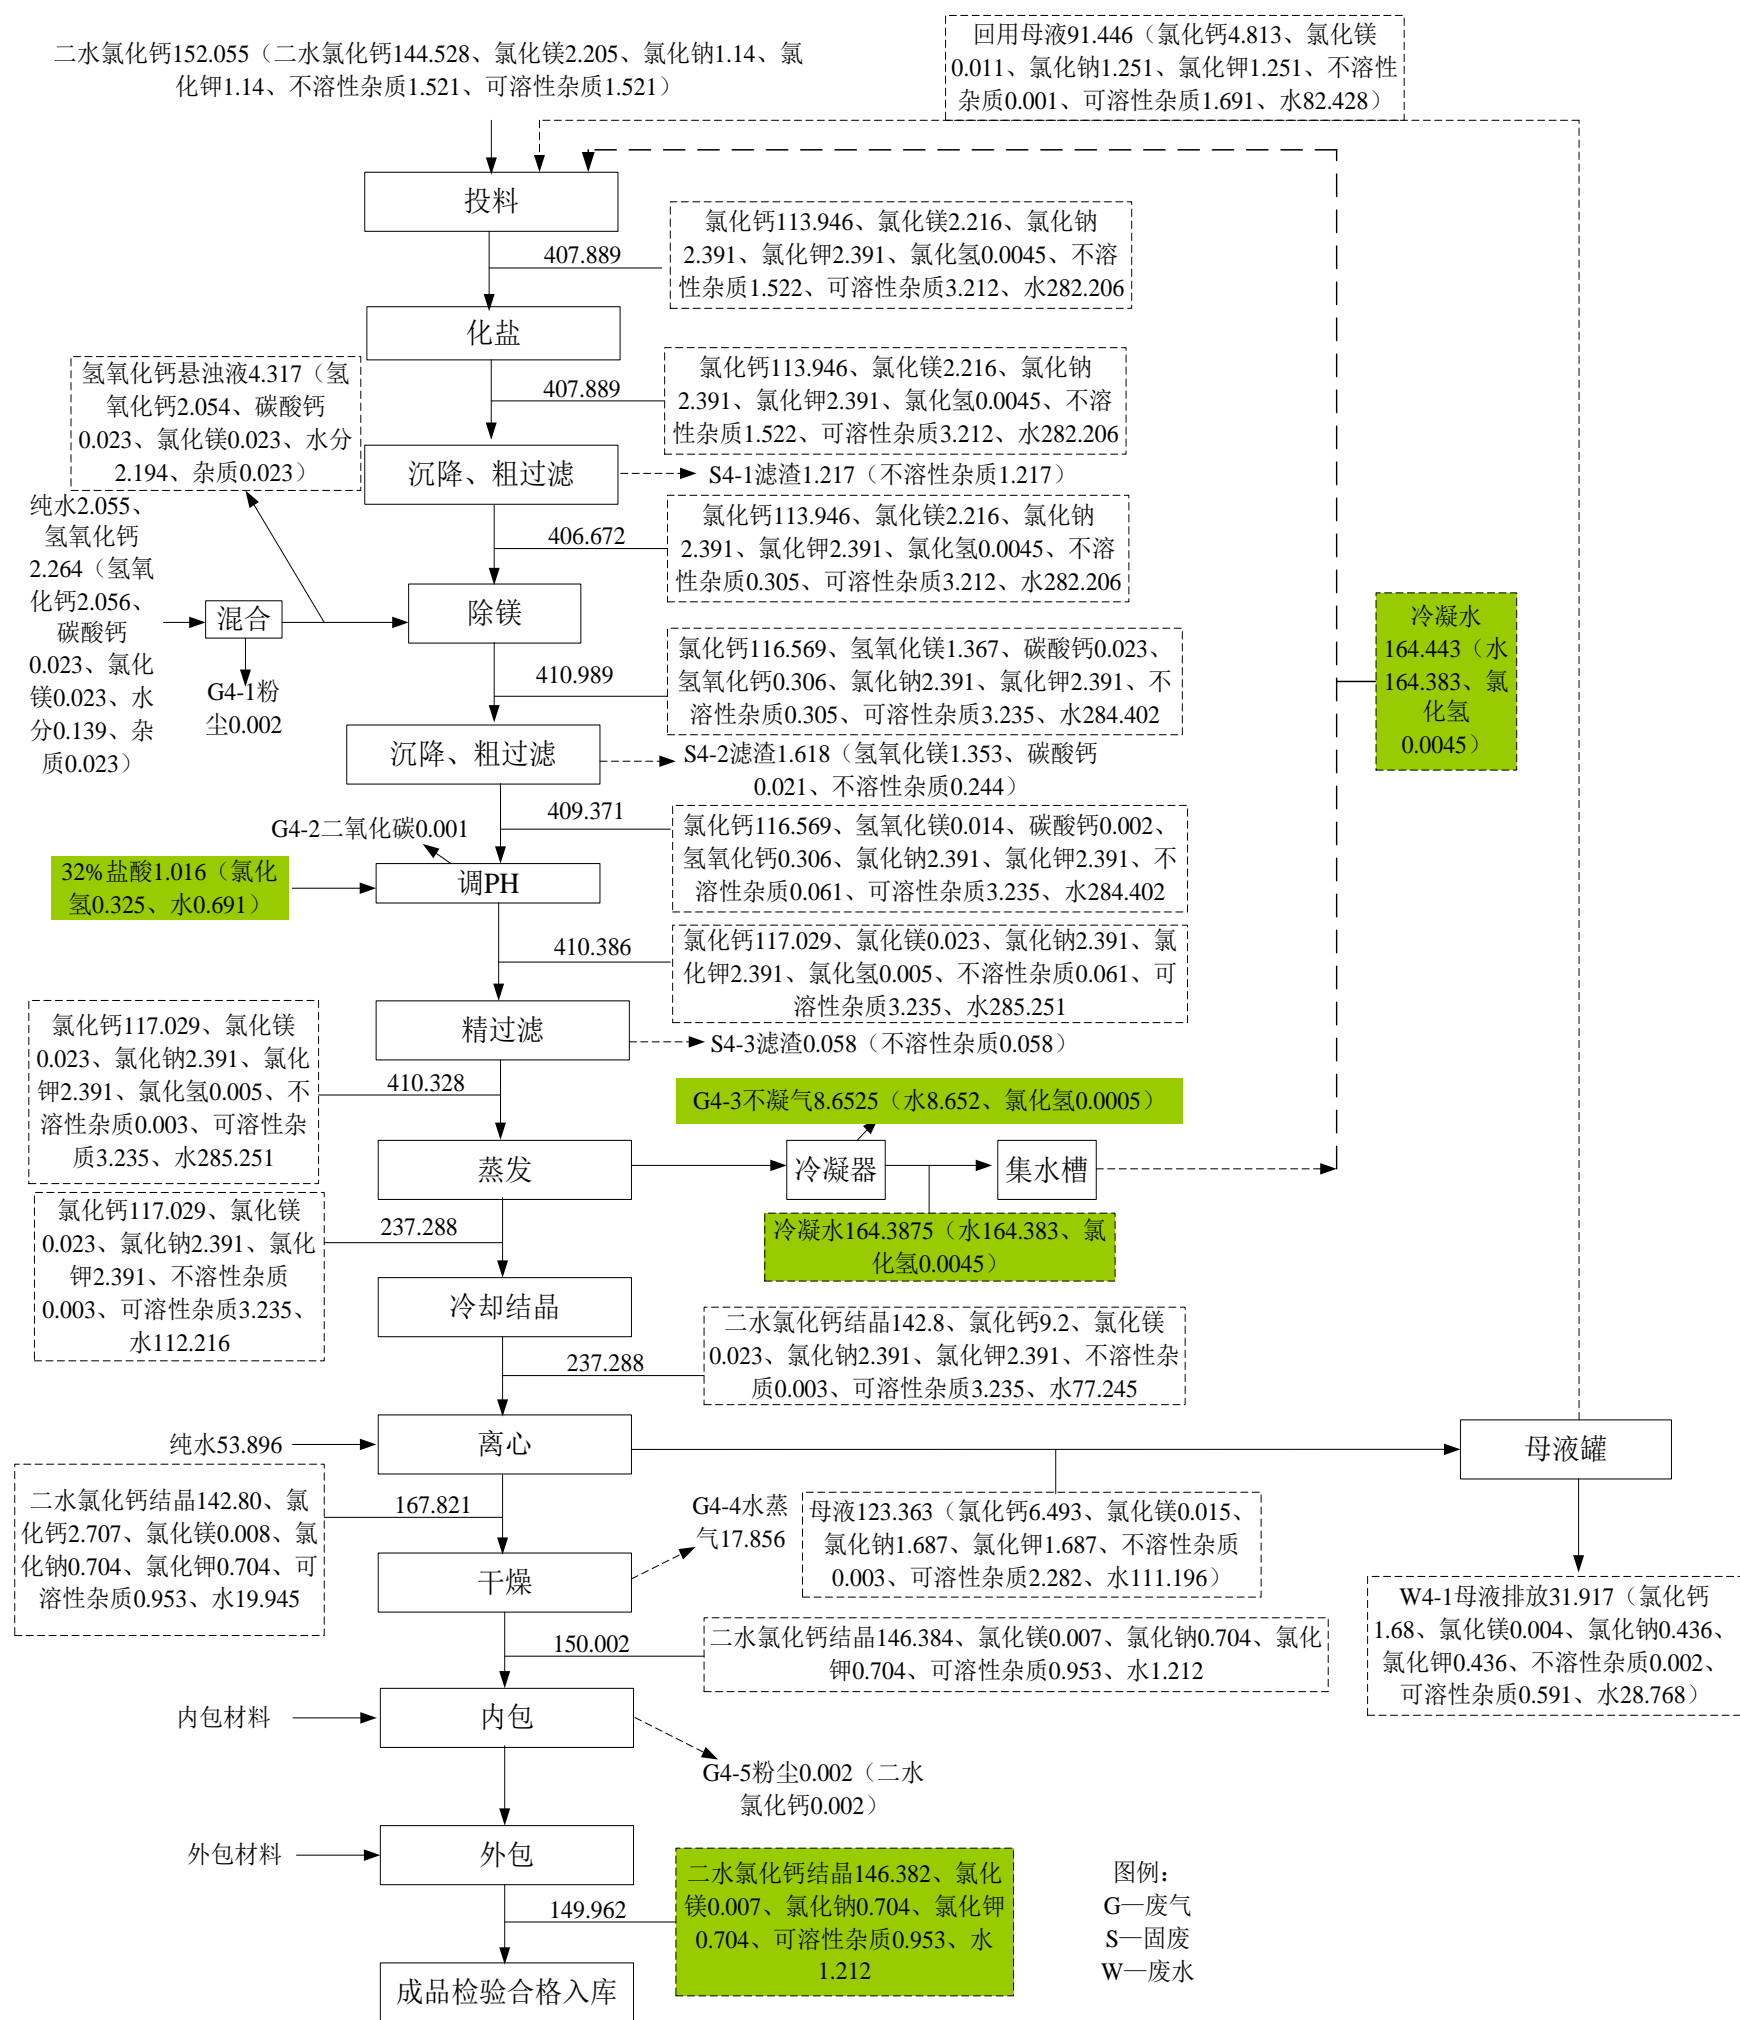 二水氯化钙152.055（二水氯化钙144.528、氯化镁2.205、氯化钠1.14、氯
化钾1.14、不溶性杂质1.521、可溶性杂质1.521）
回用母液91.446（氯化钙4.813、氯化镁
0.011、氯化钠1.251、氯化钾1.251、不溶性
杂质0.001、可溶性杂质1.691、水82.428）
投料
407.889
氯化钙113.946、氯化镁2.216、氯化钠
2.391、氯化钾2.391、氯化氢0.0045、不溶
性杂质1.522、可溶性杂质3.212、水282.206
化盐
407.889
氯化钙113.946、氯化镁2.216、氯化钠
2.391、氯化钾2.391、氯化氢0.0045、不溶
性杂质1.522、可溶性杂质3.212、水282.206
氢氧化钙悬浊液4.317（氢
氧化钙2.054、碳酸钙
0.023、氯化镁0.023、水分
2.194、杂质0.023）
沉降、粗过滤
S4-1滤渣1.217（不溶性杂质1.217）
406.672
氯化钙113.946、氯化镁2.216、氯化钠
2.391、氯化钾2.391、氯化氢0.0045、不溶
性杂质0.305、可溶性杂质3.212、水282.206
纯水2.055、
氢氧化钙
2.264（氢氧
化钙2.056、
碳酸钙
0.023、氯化
镁0.023、水
分0.139、杂
质0.023）
混合
G4-1粉
尘0.002
除镁
410.989
氯化钙116.569、氢氧化镁1.367、碳酸钙0.023、
氢氧化钙0.306、氯化钠2.391、氯化钾2.391、不
溶性杂质0.305、可溶性杂质3.235、水284.402
冷凝水
164.443（水
164.383、氯
化氢
0.0045）
沉降、粗过滤
S4-2滤渣1.618（氢氧化镁1.353、碳酸钙
0.021、不溶性杂质0.244）
409.371
氯化钙116.569、氢氧化镁0.014、碳酸钙0.002、
氢氧化钙0.306、氯化钠2.391、氯化钾2.391、不
溶性杂质0.061、可溶性杂质3.235、水284.402
G4-2二氧化碳0.001
32%盐酸1.016（氯化
氢0.325、水0.691）
调PH
410.386
氯化钙117.029、氯化镁0.023、氯化钠2.391、氯
化钾2.391、氯化氢0.005、不溶性杂质0.061、可
溶性杂质3.235、水285.251
精过滤
S4-3滤渣0.058（不溶性杂质0.058）
氯化钙117.029、氯化镁
0.023、氯化钠2.391、氯化
钾2.391、氯化氢0.005、不
溶性杂质0.003、可溶性杂
质3.235、水285.251
410.328
G4-3不凝气8.6525（水8.652、氯化氢0.0005）
蒸发
冷凝器
集水槽
冷凝水164.3875（水164.383、氯
化氢0.0045）
氯化钙117.029、氯化镁
0.023、氯化钠2.391、氯化
钾2.391、不溶性杂质
0.003、可溶性杂质3.235、
水112.216
237.288
冷却结晶
237.288
二水氯化钙结晶142.8、氯化钙9.2、氯化镁
0.023、氯化钠2.391、氯化钾2.391、不溶性杂
质0.003、可溶性杂质3.235、水77.245
纯水53.896
离心
母液罐
二水氯化钙结晶142.80、氯
化钙2.707、氯化镁0.008、氯
化钠0.704、氯化钾0.704、可
溶性杂质0.953、水19.945
167.821
G4-4水蒸
气17.856
母液123.363（氯化钙6.493、氯化镁0.015、
氯化钠1.687、氯化钾1.687、不溶性杂质
0.003、可溶性杂质2.282、水111.196）
干燥
W4-1母液排放31.917（氯化钙
1.68、氯化镁0.004、氯化钠0.436、
氯化钾0.436、不溶性杂质0.002、
可溶性杂质0.591、水28.768）
150.002
二水氯化钙结晶146.384、氯化镁0.007、氯化钠0.704、氯化
钾0.704、可溶性杂质0.953、水1.212
内包材料
内包
G4-5粉尘0.002（二水
氯化钙0.002）
外包材料
外包
149.962
二水氯化钙结晶146.382、氯化
镁0.007、氯化钠0.704、氯化钾
0.704、可溶性杂质0.953、水
1.212
图例：
G—废气
S—固废
W—废水
成品检验合格入库